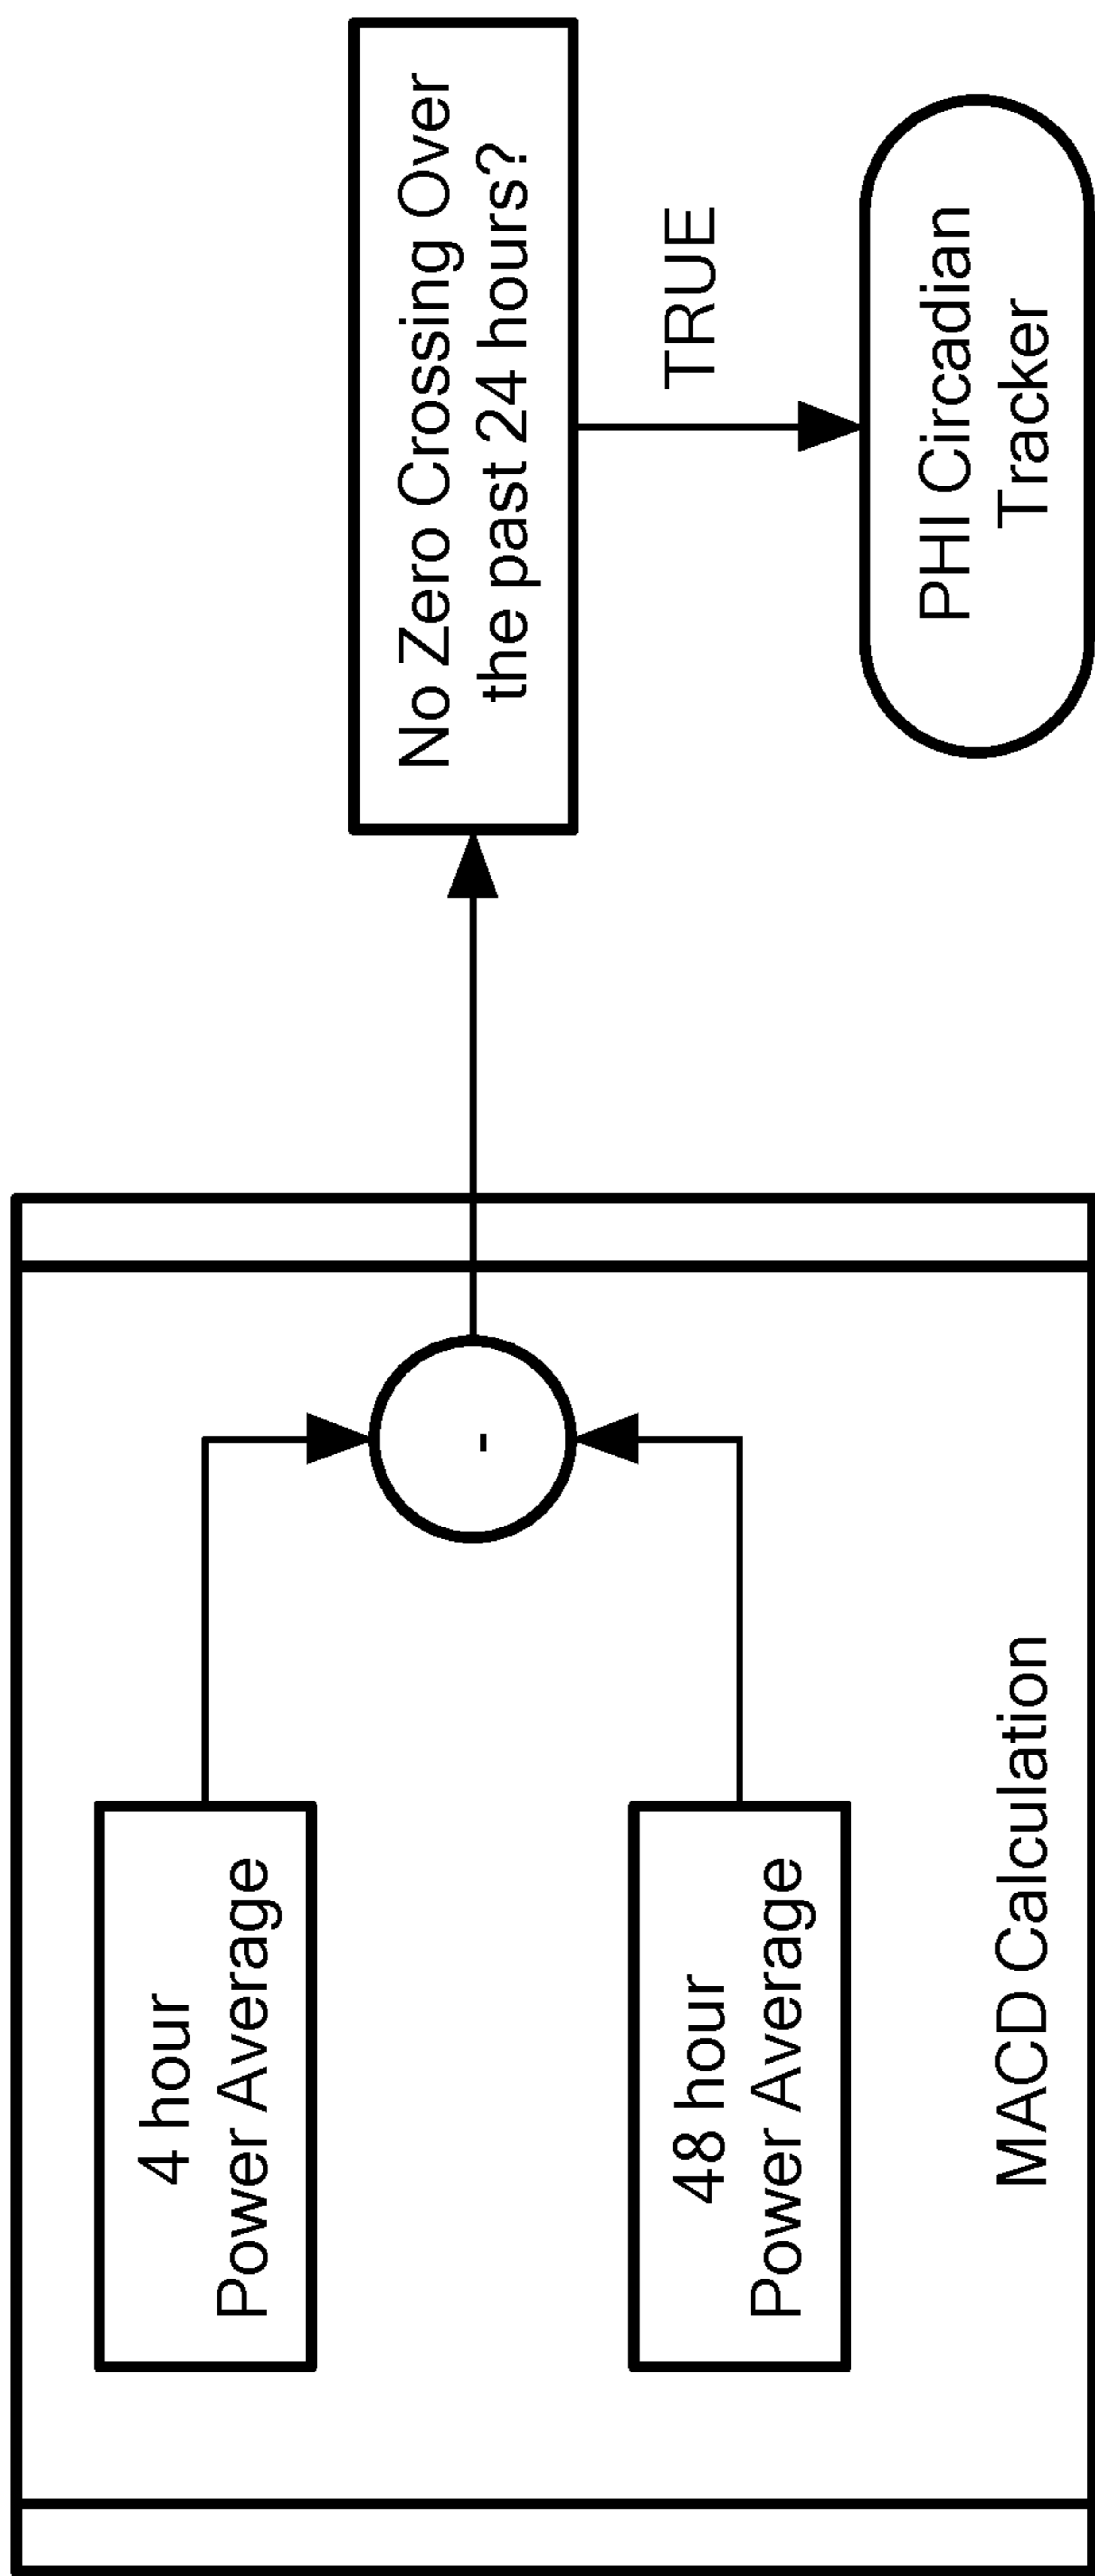 4 hour
Power Average
48 hour
Power Average
MACD Calculation
-
No Zero Crossing Over
the past 24 hours?
TRUE
PHI Circadian
Tracker